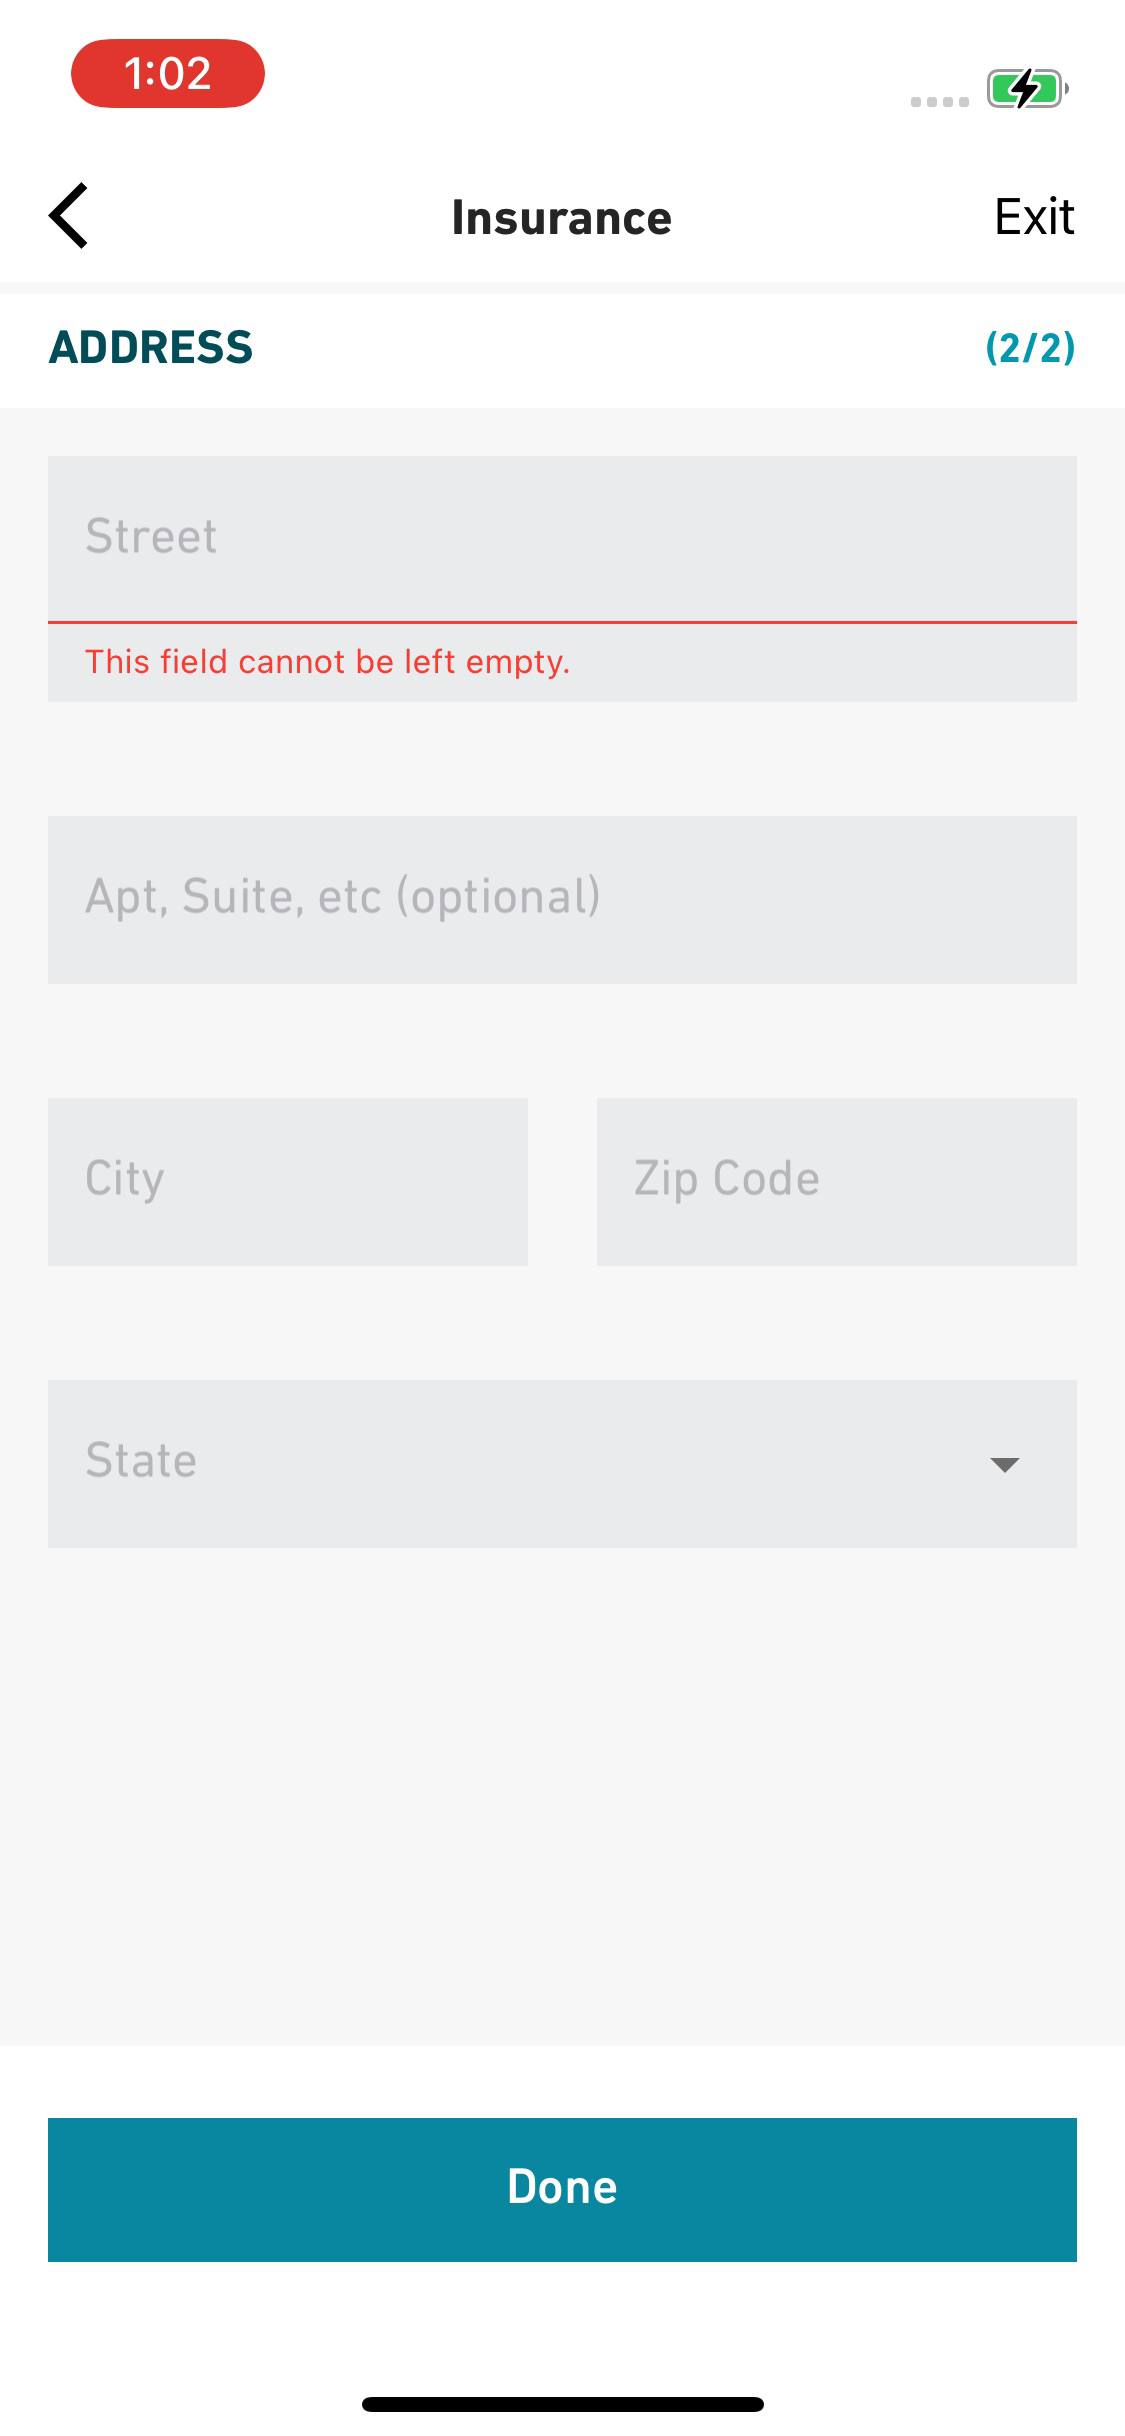 1:02
Insurance
Exit
ADDRESS
(2/2)
Street
This field cannot be left empty.
Apt, Suite, etc (optional)
City
Zip Code
State
Done